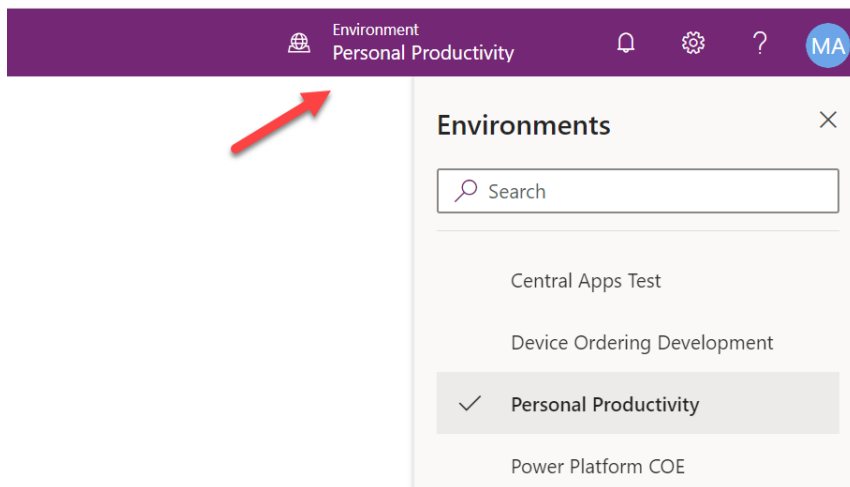 Environment
Personal Productivity
MA
Environments
Search
Central Apps Test
Device Ordering Development
Personal Productivity
Power Platform COE